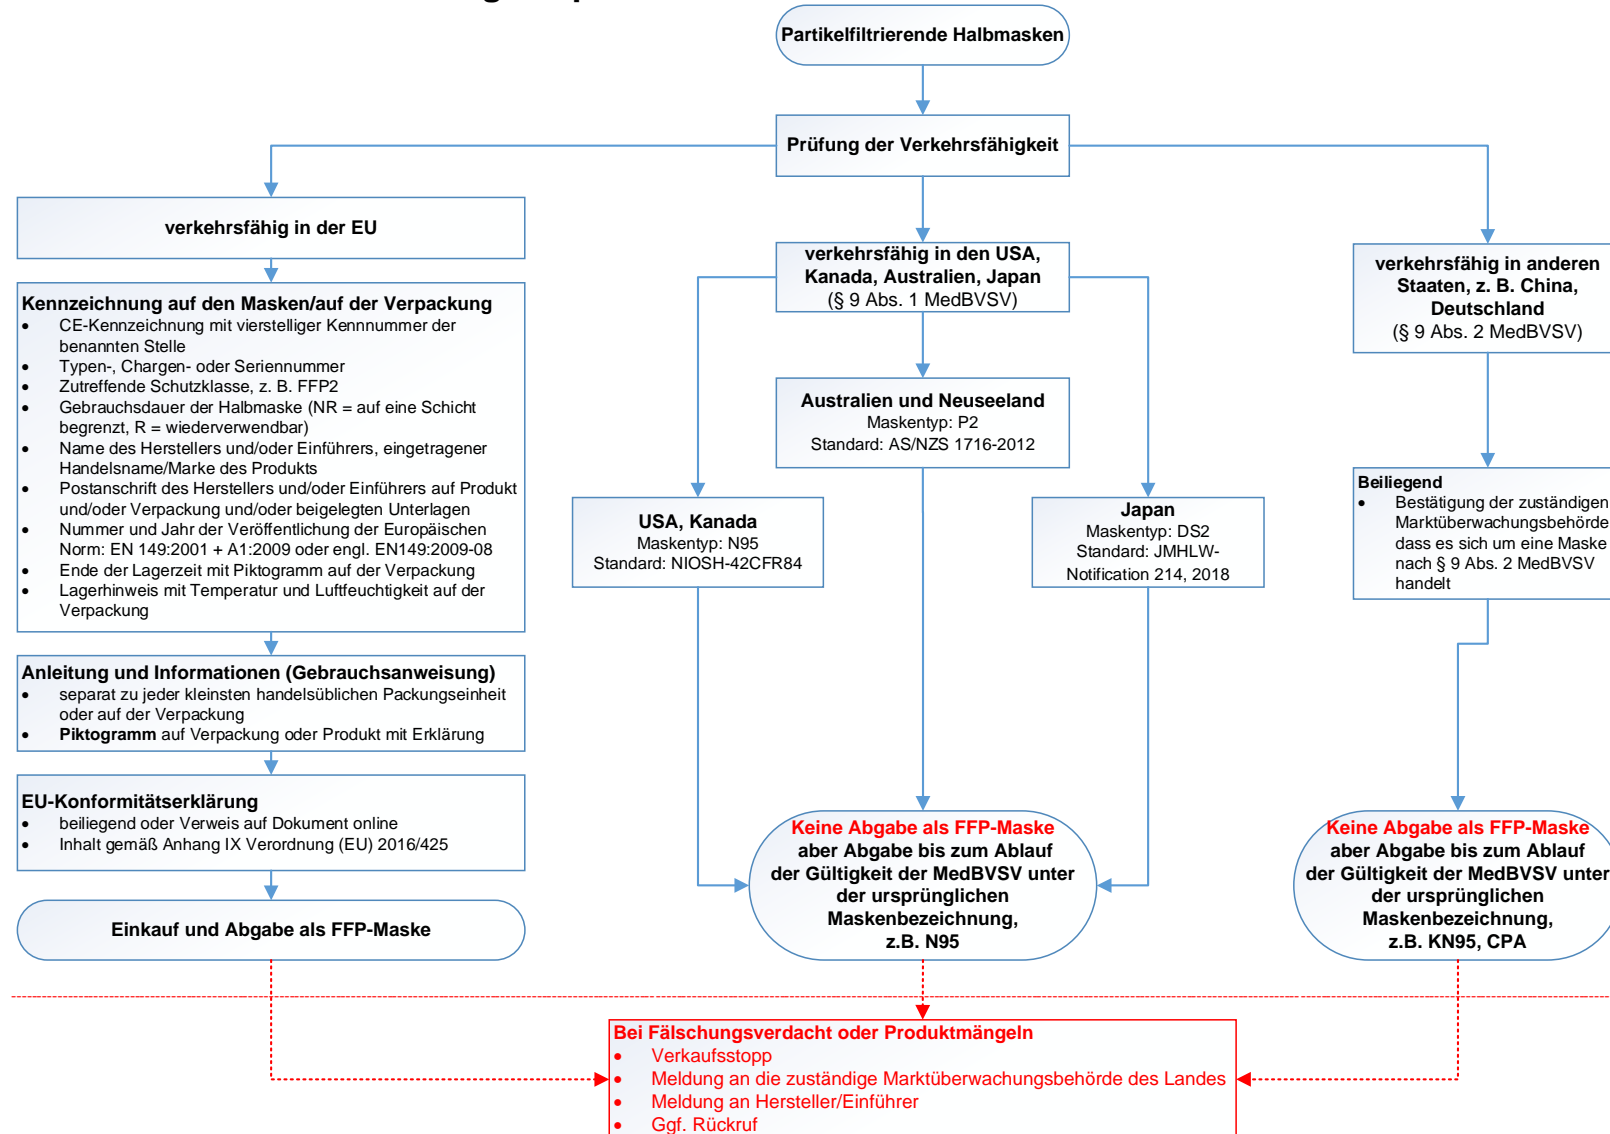 Partikelfiltrierende Halbmasken
Prüfung der Verkehrsfähigkeit
verkehrsfähig in der EU
Kennzeichnung auf den Masken/auf der Verpackung
• CE-Kennzeichnung mit vierstelliger Kennnummer der
benannten Stelle
• Typen-, Chargen- oder Seriennummer
• Zutreffende Schutzklasse, z. B. FFP2
• Gebrauchsdauer der Halbmaske (NR = auf eine Schicht
begrenzt, R = wiederverwendbar)
• Name des Herstellers und/oder Einführers, eingetragener
Handelsname/Marke des Produkts
• Postanschrift des Herstellers und/oder Einführers auf Produkt
und/oder Verpackung und/oder beigelegten Unterlagen
• Nummer und Jahr der Veröffentlichung der Europäischen
Norm: EN 149:2001 + A1:2009 oder engl. EN149:2009-08
• Ende der Lagerzeit mit Piktogramm auf der Verpackung
• Lagerhinweis mit Temperatur und Luftfeuchtigkeit auf der
Verpackung
Anleitung und Informationen (Gebrauchsanweisung)
• separat zu jeder kleinsten handelsüblichen Packungseinheit
oder auf der Verpackung
• Piktogramm auf Verpackung oder Produkt mit Erklärung
EU-Konformitätserklärung
• beiliegend oder Verweis auf Dokument online
• Inhalt gemäß Anhang IX Verordnung (EU) 2016/425
Einkauf und Abgabe als FFP-Maske
verkehrsfähig in den USA,
Kanada, Australien, Japan
(§ 9 Abs. 1 MedBVSV)
Australien und Neuseeland
Maskentyp: P2
Standard: AS/NZS 1716-2012
USA, Kanada
Maskentyp: N95
Standard: NIOSH-42CFR84
Japan
Maskentyp: DS2
Standard: JMHLW-
Notification 214, 2018
Keine Abgabe als FFP-Maske
aber Abgabe bis zum Ablauf
der Gültigkeit der MedBVSV unter
der ursprünglichen
Maskenbezeichnung,
z.B. N95
verkehrsfähig in anderen
Staaten, z. B. China,
Deutschland
(§ 9 Abs. 2 MedBVSV)
Beiliegend
• Bestätigung der zuständigen
Marktüberwachungsbehörde
dass es sich um eine Maske
nach § 9 Abs. 2 MedBVSV
handelt
Keine Abgabe als FFP-Maske
aber Abgabe bis zum Ablauf
der Gültigkeit der MedBVSV unter
der ursprünglichen
Maskenbezeichnung,
z.B. KN95, CPA
Bei Fälschungsverdacht oder Produktmängeln
• Verkaufsstopp
• Meldung an die zuständige Marktüberwachungsbehörde des Landes
• Meldung an Hersteller/Einführer
• Ggf. Rückruf